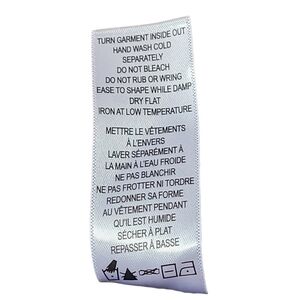 TURN GARMENT INSIDE OUT
HAND WASH COLD
SEPARATELY
DO NOT BLEACH
DO NOT RUB OR WRING
EASE TO SHAPE WHILE DAMP
DRY FLAT
IRON AT LOW TEMPERATURE
METTRE LE VÊTEMENTS
À L'ENVERS
LAVER SÉPARÉMENT À
LA MAIN À L'EAU FROIDE
NE PAS BLANCHIR
NE PAS FROTTER NI TORDRE
REDONNER SA FORME
AU VÊTEMENT PENDANT
QU'IL EST HUMIDE
SÉCHER À PLAT
REPASSER À BASSE